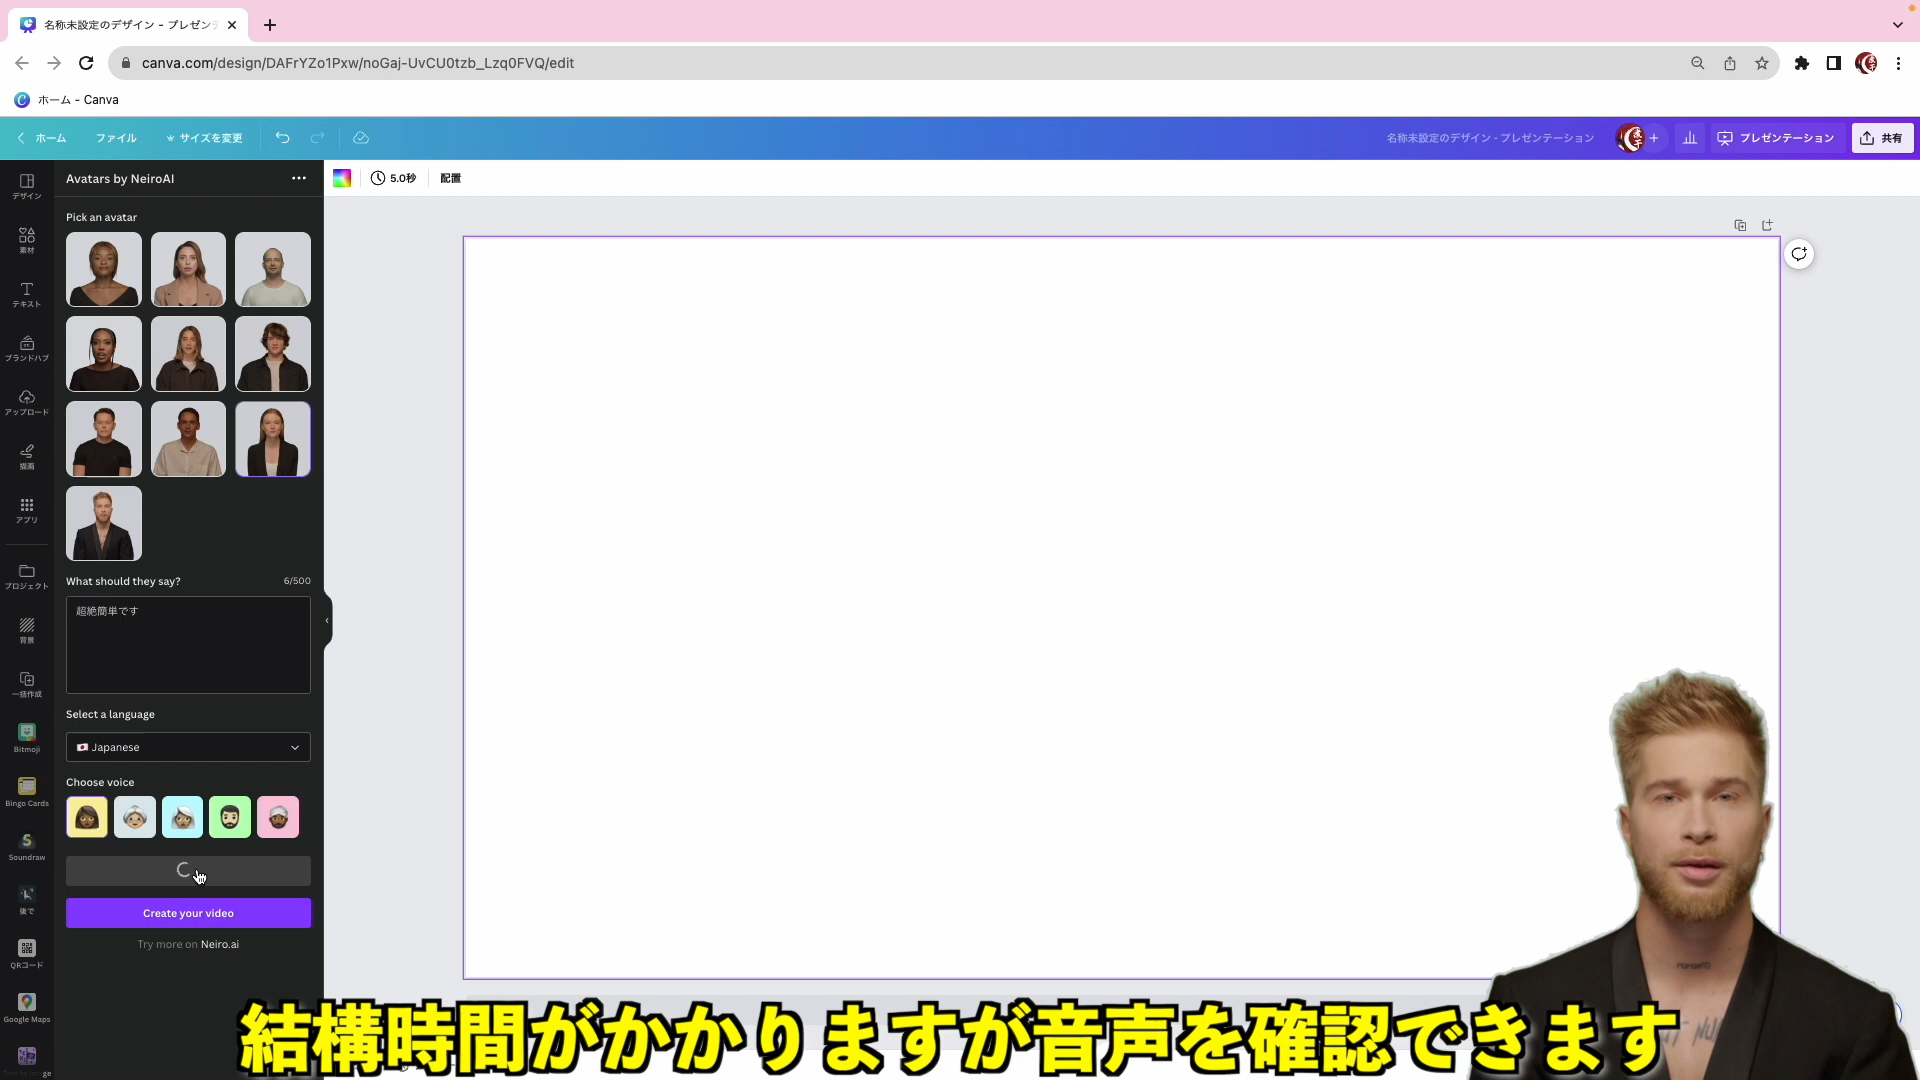 名称未設定のデザイン - プレゼンテ
canva.com/design/DAFrYZo1Pxw/noGaj-UvCU0tzb_Lzq0FVQ/edit
ホーム - Canva
ホーム
ファイル
サイズを変更
名称未設定のデザイン - プレゼンテーション
プレゼンテーション
共有
デザイン
素材
テキスト
ブランドハブ
アップロード
描画
アプリ
プロジェクト
背景
一括作成
Bitmoji
Bingo Cards
Soundraw
後で
QRコード
Google Maps
Avatars by NeiroAI
5.0秒
配置
Pick an avatar
What should they say?
6/500
超絶簡単です
Select a language
Japanese
Choose voice
Create your video
Try more on Neiro.ai
結構時間がかかりますが音声を確認できます